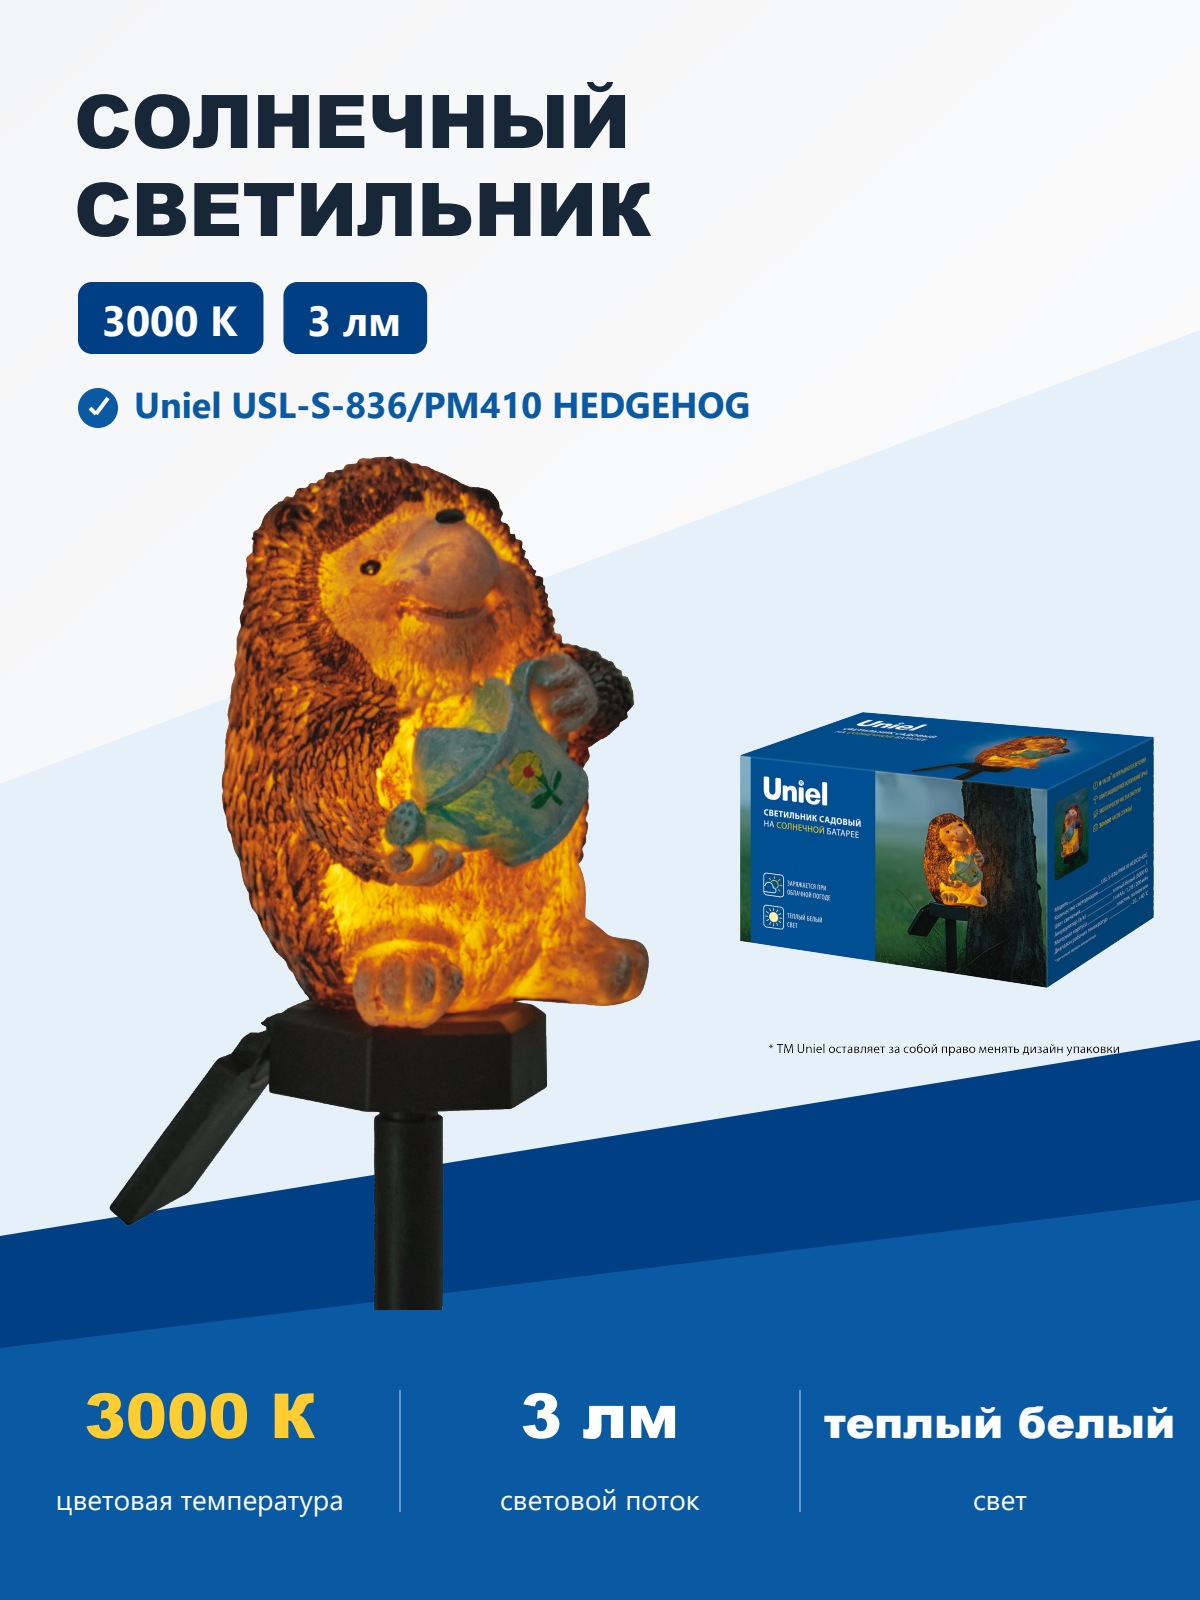 СОЛНЕЧНЫЙ
СВЕТИЛЬНИК
3000 К
3 лм
Uniel USL-S-836/PM410 HEDGEHOG
Uniel
СВЕТИЛЬНИК САДОВЫЙ
НА СОЛНЕЧНОЙ БАТАРЕЕ
Uniel
СВЕТИЛЬНИК САДОВЫЙ
НА СОЛНЕЧНОЙ БАТАРЕЕ
ЗАРЯЖАЕТСЯ ПРИ
ОБЛАЧНОЙ ПОГОДЕ
ТЕПЛЫЙ БЕЛЫЙ
СВЕТ
* ТМ Uniel оставляет за собой право менять дизайн упаковки
3000 К
цветовая температура
3 лм
световой поток
теплый белый
свет